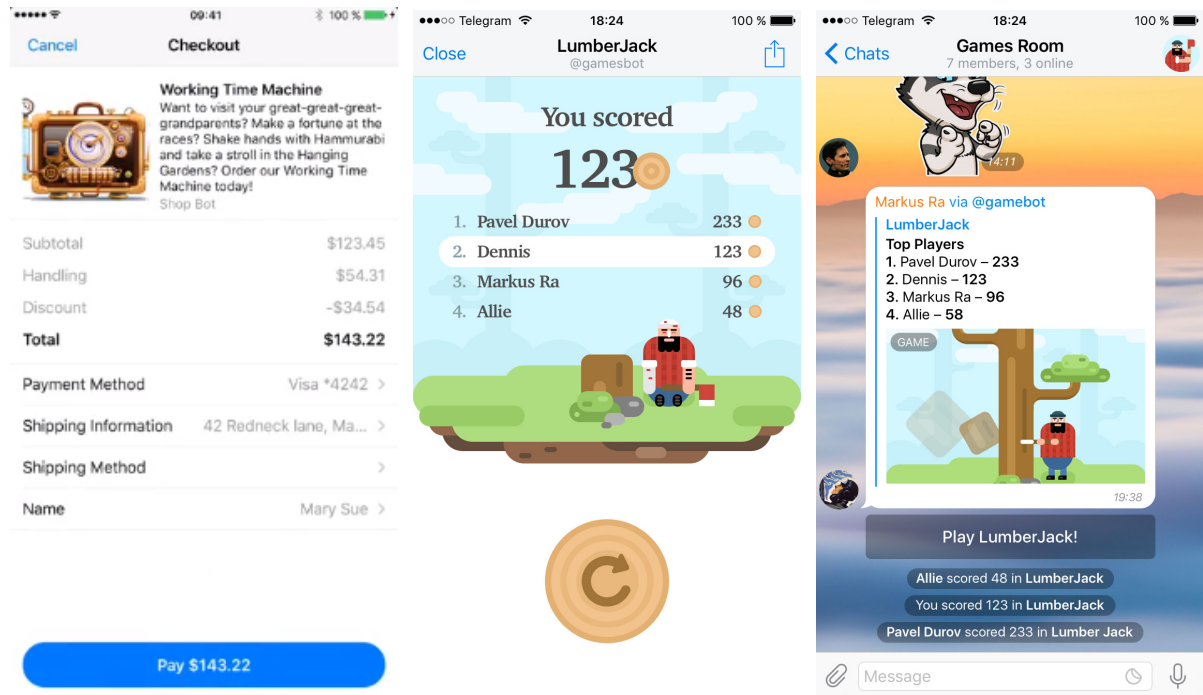 09:41
100 %
Cancel
Checkout
Working Time Machine
Want to visit your great-great-great-
grandparents? Make a fortune at the
races? Shake hands with Hammurabi
and take a stroll in the Hanging
Gardens? Order our Working Time
Machine today!
Shop Bot
Subtotal $123.45
Handling $54.31
Discount -$34.54
Total $143.22
Payment Method Visa *4242
Shipping Information 42 Redneck lane, Ma...
Shipping Method
Name Mary Sue
Pay $143.22
Telegram 18:24 100 %
Close
LumberJack
@gamesbot
You scored
123
1. Pavel Durov 233
2. Dennis 123
3. Markus Ra 96
4. Allie 48
Telegram 18:24 100 %
Chats
Games Room
7 members, 3 online
14:11
Markus Ra via @gamebot
LumberJack
Top Players
1. Pavel Durov – 233
2. Dennis – 123
3. Markus Ra – 96
4. Allie – 58
GAME
19:38
Play LumberJack!
Allie scored 48 in LumberJack
You scored 123 in LumberJack
Pavel Durov scored 233 in Lumber Jack
Message